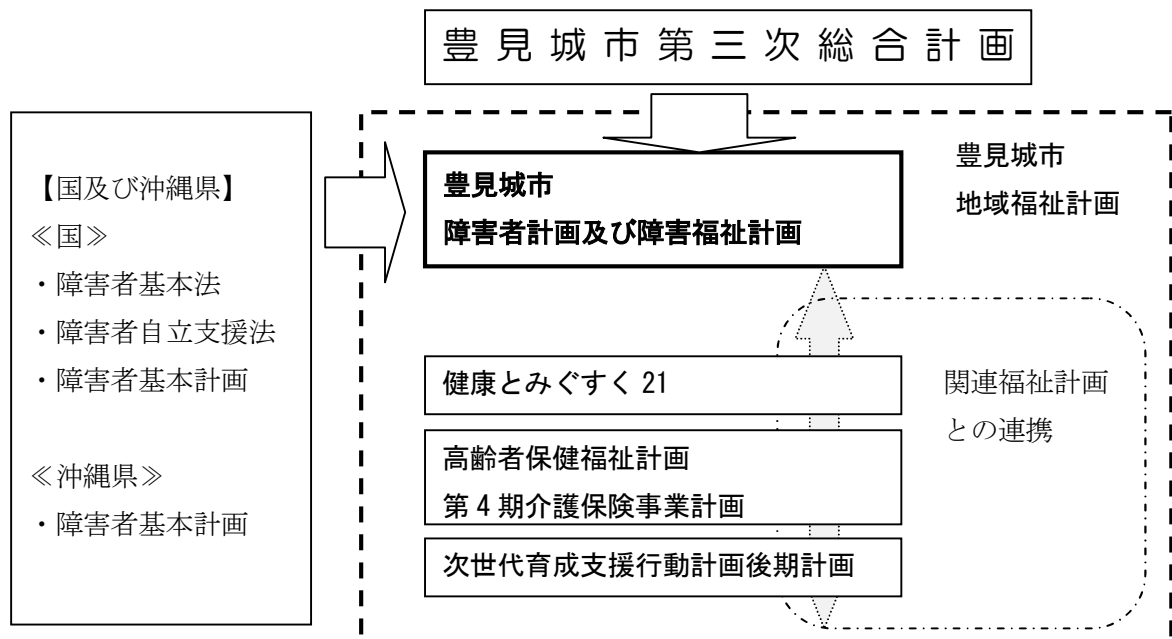 豊見城市第三次総合計画
【国及び沖縄県】
≪国≫
・障害者基本法
・障害者自立支援法
・障害者基本計画
≪沖縄県≫
・障害者基本計画
豊見城市
障害者計画及び障害福祉計画
豊見城市
地域福祉計画
健康とみぐすく 21
高齢者保健福祉計画
第 4 期介護保険事業計画
次世代育成支援行動計画後期計画
関連福祉計画
との連携